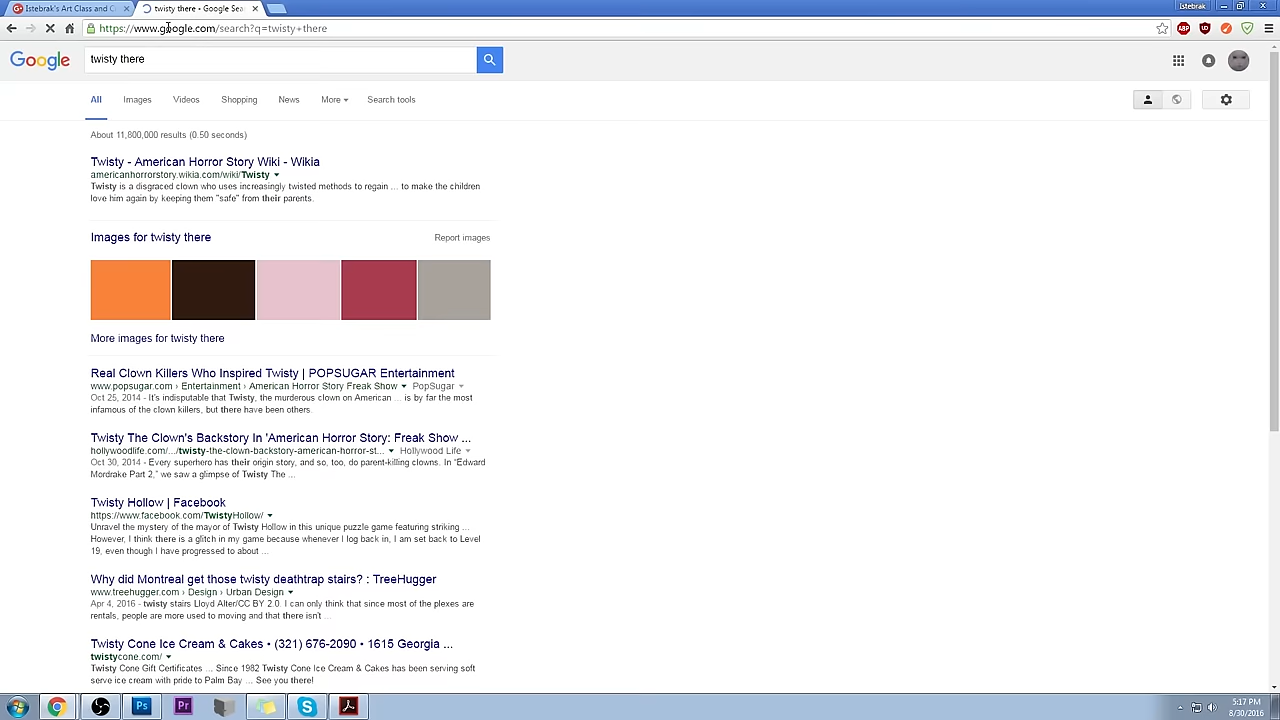 Istebrak's Art Class and C
twisty there • Google Sea
Istebrak
https://www.google.com/search?q=twisty+there
Google
twisty there
All Images Videos Shopping News More Search tools
About 11,800,000 results (0.50 seconds)
Twisty - American Horror Story Wiki - Wikia
americanhorrorstory.wikia.com/wiki/Twisty
Twisty is a disgraced clown who uses increasingly twisted methods to regain ... to make the children
love him again by keeping them "safe" from their parents.
Images for twisty there Report images
More images for twisty there
Real Clown Killers Who Inspired Twisty | POPSUGAR Entertainment
www.popsugar.com › Entertainment › American Horror Story Freak Show PopSugar
Oct 25, 2014 - It's indisputable that Twisty, the murderous clown on American ... is by far the most
infamous of the clown killers, but there have been others.
Twisty The Clown's Backstory In 'American Horror Story: Freak Show ...
hollywoodlife.com/.../twisty-the-clown-backstory-american-horror-st... Hollywood Life
Oct 30, 2014 - Every superhero has their origin story, and so, too, do parent-killing clowns. In “Edward
Mordrake Part 2,” we saw a glimpse of Twisty The ...
Twisty Hollow | Facebook
https://www.facebook.com/TwistyHollow/
Unravel the mystery of the mayor of Twisty Hollow in this unique puzzle game featuring striking ...
However, I think there is a glitch in my game because whenever I log back in, I am set back to Level
19, even though I have progressed to about ...
Why did Montreal get those twisty deathtrap stairs? : TreeHugger
www.treehugger.com › Design › Urban Design
Apr 4, 2016 - twisty stairs Lloyd Alter/CC BY 2.0. I can only think that since most of the plexes are
rentals, people are more used to moving and that there isn't ...
Twisty Cone Ice Cream & Cakes • (321) 676-2090 • 1615 Georgia ...
twistycone.com/
Twisty Cone Gift Certificates ... Since 1982 Twisty Cone Ice Cream & Cakes has been serving soft
serve ice cream with pride to Palm Bay ... See you there!
Ps
Pr
S
5:17 PM
8/30/2016